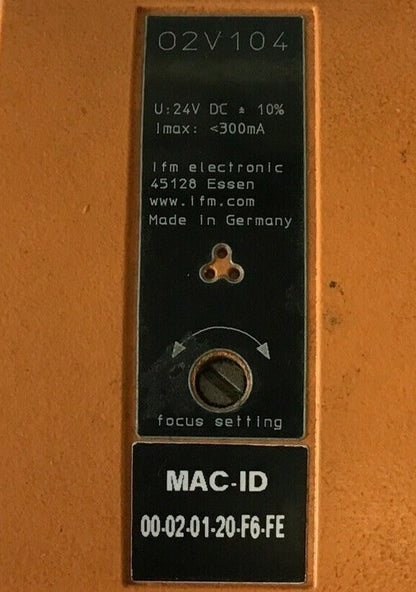 O2V104
U:24V DC ± 10%
Imax: <300mA
ifm electronic
45128 Essen
www.ifm.com
Made in Germany
focus setting
MAC-ID
00-02-01-20-F6-FE